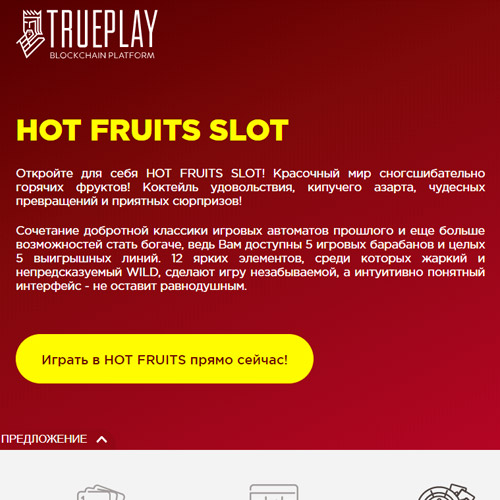 TRUEPLAY
BLOCKCHAIN PLATFORM
HOT FRUITS SLOT
Откройте для себя HOT FRUITS SLOT! Красочный мир сногсшибательно
горячих фруктов! Коктейль удовольствия, кипучего азарта, чудесных
превращений и приятных сюрпризов!
Сочетание добротной классики игровых автоматов прошлого и еще больше
возможностей стать богаче, ведь Вам доступны 5 игровых барабанов и целых
5 выигрышных линий. 12 ярких элементов, среди которых жаркий и
непредсказуемый WILD, сделают игру незабываемой, а интуитивно понятный
интерфейс - не оставит равнодушным.
Играть в HOT FRUITS прямо сейчас!
ПРЕДЛОЖЕНИЕ